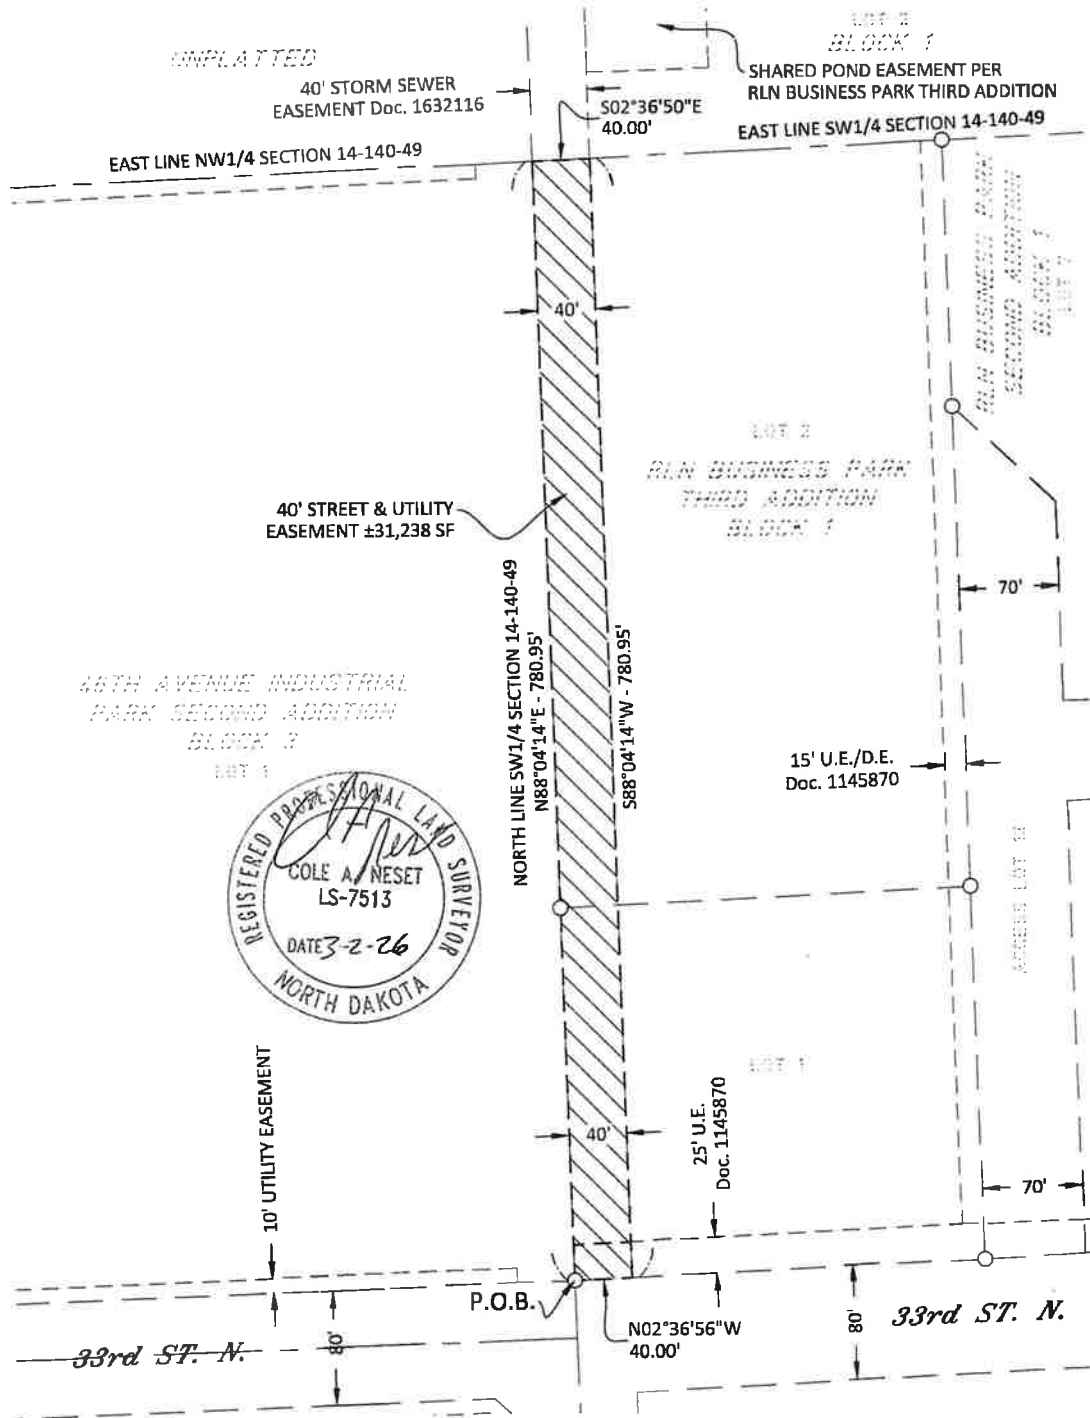 UNPLATTED
LOT 2
BLOCK 1
40' STORM SEWER
EASEMENT Doc. 1632116
SHARED POND EASEMENT PER
RLN BUSINESS PARK THIRD ADDITION
S02°36'50"E
40.00'
EAST LINE NW1/4 SECTION 14-140-49
EAST LINE SW1/4 SECTION 14-140-49
RLN BUSINESS PARK
SECOND ADDITION
BLOCK 1
40'
LOT 2
RLN BUSINESS PARK
THIRD ADDITION
BLOCK 1
40' STREET & UTILITY
EASEMENT ±31,238 SF
NORTH LINE SW1/4 SECTION 14-140-49
N88°04'14"E - 780.95'
S88°04'14"W - 780.95'
70'
46TH AVENUE INDUSTRIAL
PARK SECOND ADDITION
BLOCK 3
LOT 1
15' U.E./D.E.
Doc. 1145870
REGISTERED PROFESSIONAL LAND SURVEYOR
COLE A. NESET
LS-7513
DATE 3-2-26
NORTH DAKOTA
LOT 1
10' UTILITY EASEMENT
25' U.E.
Doc. 1145870
40'
70'
P.O.B.
N02°36'56"W
40.00'
33rd ST. N.
80'
80'
33rd ST. N.